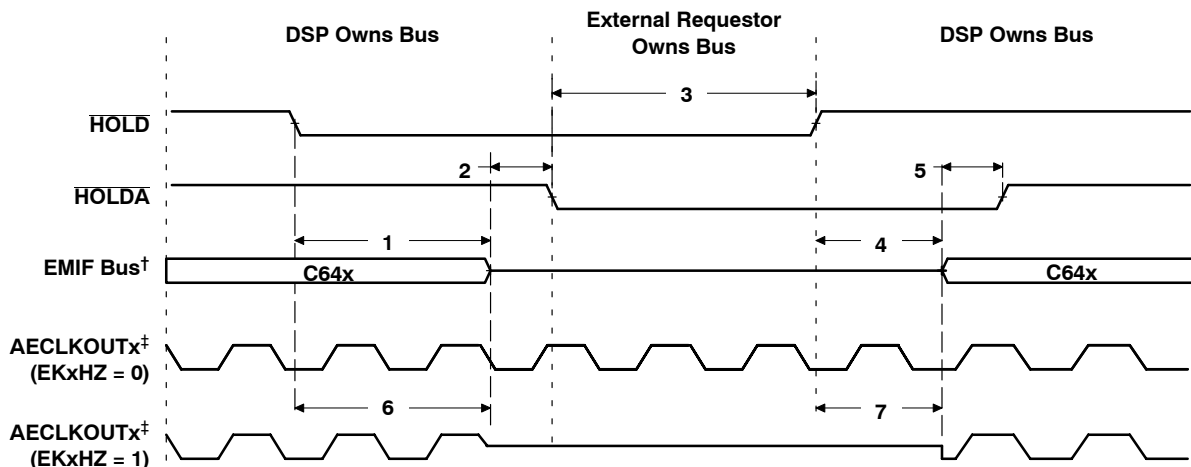 DSP Owns Bus
External Requestor
Owns Bus
DSP Owns Bus
3
HOLD
2
5
HOLDA
1
4
EMIF Bus†
C64x
C64x
AECLKOUTx‡
(EKxHZ = 0)
6
7
AECLKOUTx‡
(EKxHZ = 1)